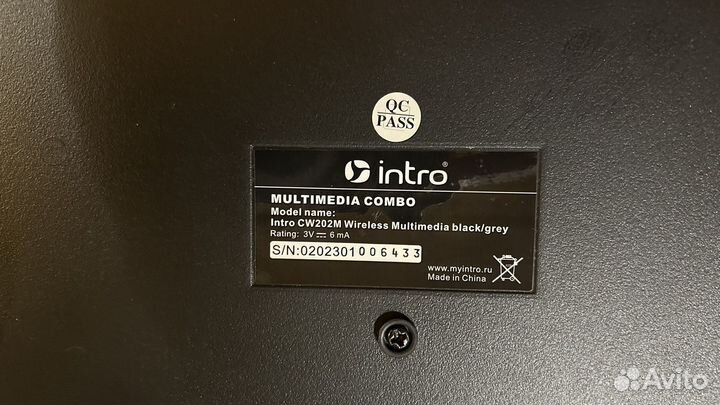 QC
PASS
intro®
MULTIMEDIA COMBO
Model name:
Intro CW202M Wireless Multimedia black/grey
Rating: 3V⎓ 6 mA
S/N:0202301006433
www.myintro.ru
Made in China
Avito